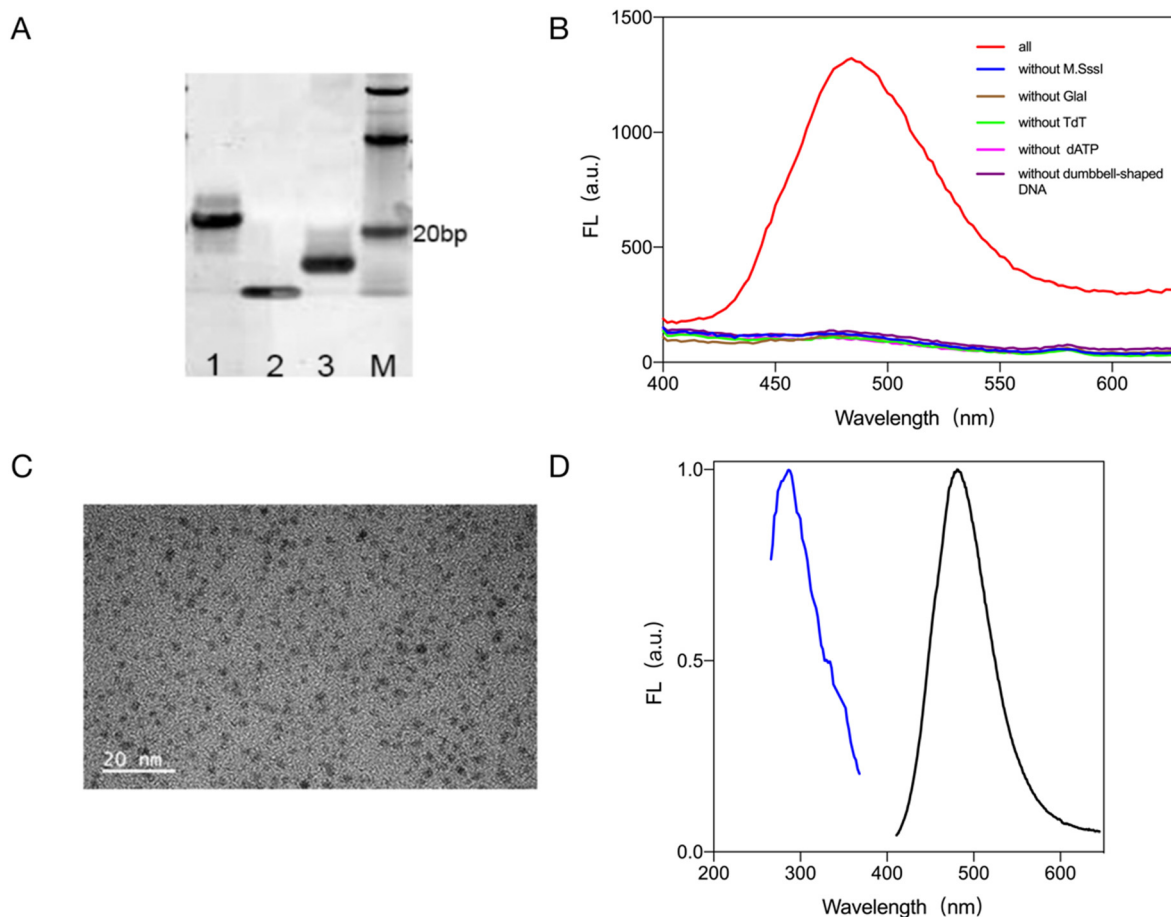 A
20bp
1 2 3 M
B
1500
1000
500
0
FL (a.u.)
400 450 500 550 600
Wavelength (nm)
all
without M.SssI
without GlaI
without TdT
without dATP
without dumbbell-shaped
DNA
C
20 nm
D
1.0
0.5
0.0
FL (a.u.)
200 300 400 500 600
Wavelength (nm)